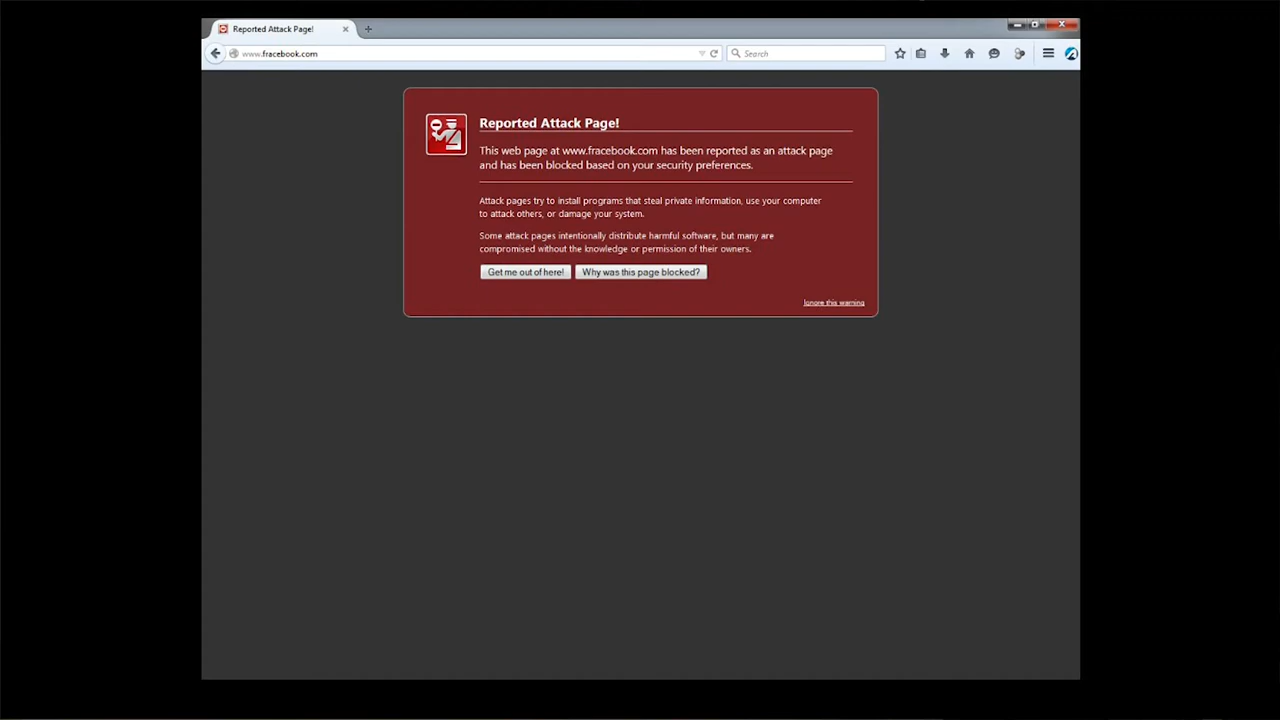 Reported Attack Page!
www.fracebook.com
Search
Reported Attack Page!
This web page at www.fracebook.com has been reported as an attack page
and has been blocked based on your security preferences.
Attack pages try to install programs that steal private information, use your computer
to attack others, or damage your system.
Some attack pages intentionally distribute harmful software, but many are
compromised without the knowledge or permission of their owners.
Get me out of here! Why was this page blocked?
Ignore this warning